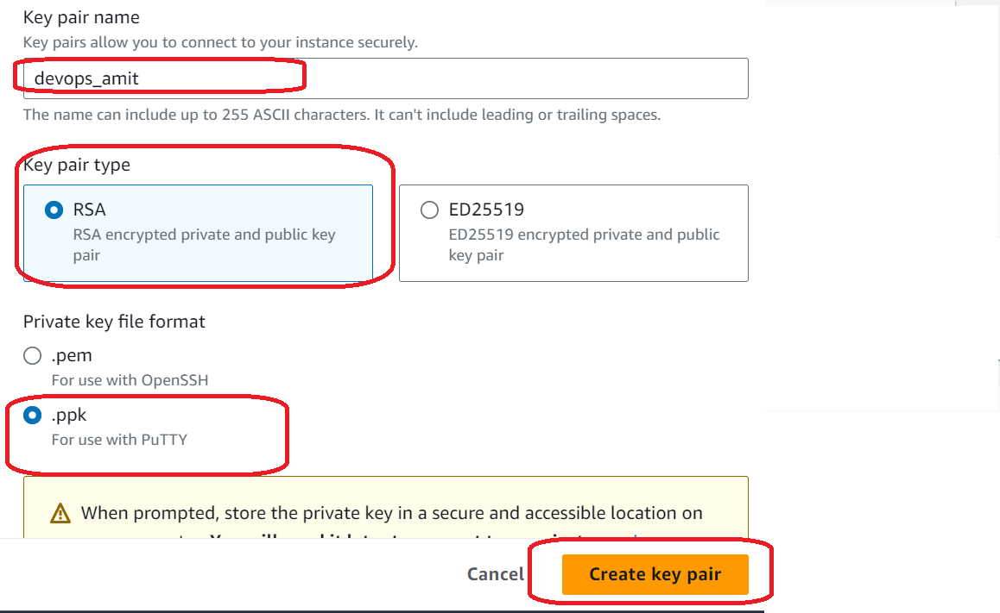 Key pair name
Key pairs allow you to connect to your instance securely.
devops_amit
The name can include up to 255 ASCII characters. It can't include leading or trailing spaces.
Key pair type
RSA
RSA encrypted private and public key
pair
ED25519
ED25519 encrypted private and public
key pair
Private key file format
.pem
For use with OpenSSH
.ppk
For use with PuTTY
When prompted, store the private key in a secure and accessible location on
Cancel
Create key pair